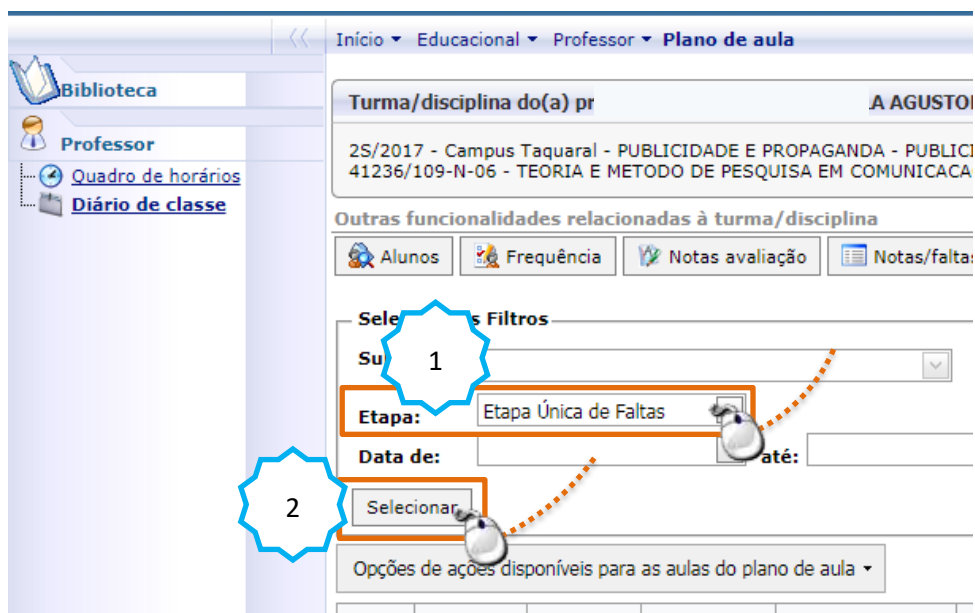 Início Educacional Professor Plano de aula
Biblioteca
Professor
Quadro de horários
Diário de classe
Turma/disciplina do(a) pr A AGUSTO
2S/2017 - Campus Taquaral - PUBLICIDADE E PROPAGANDA - PUBLICI
41236/109-N-06 - TEORIA E METODO DE PESQUISA EM COMUNICACA
Outras funcionalidades relacionadas à turma/disciplina
Alunos Frequência Notas avaliação Notas/faltas
Sele s Filtros
Su
1
Etapa: Etapa Única de Faltas
Data de: até:
2
Selecionar
Opções de ações disponíveis para as aulas do plano de aula